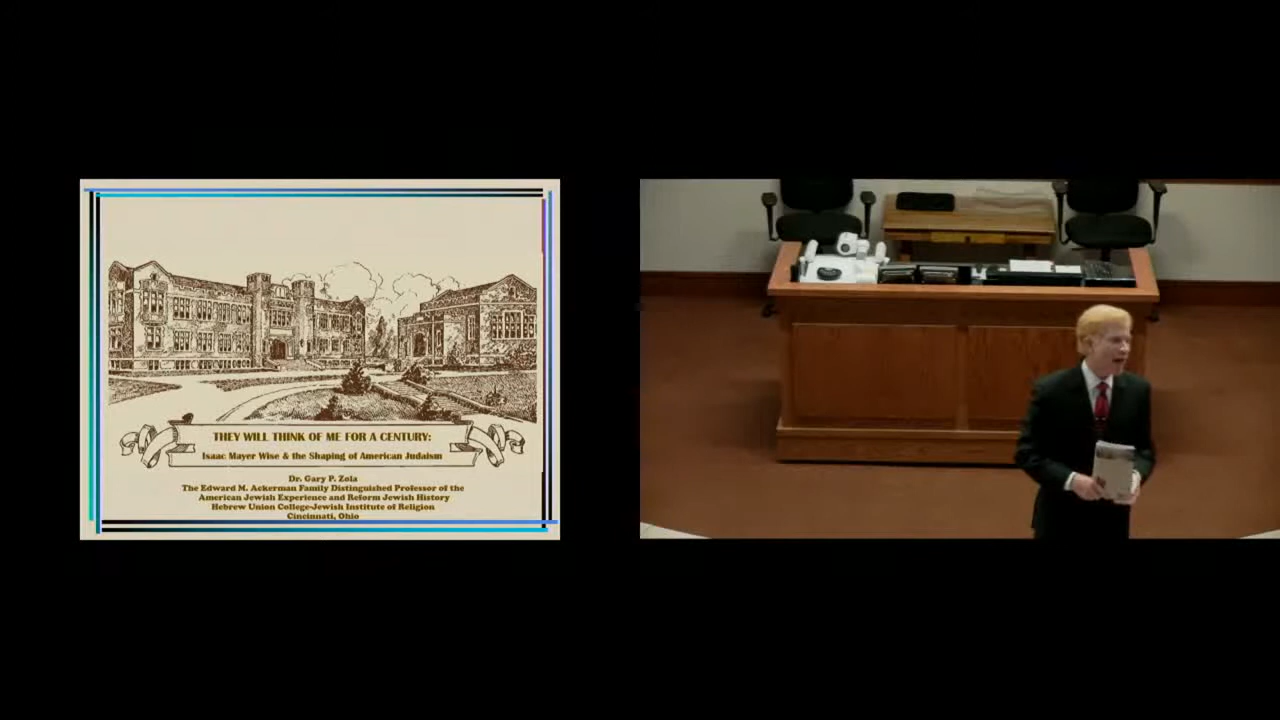 THEY WILL THINK OF ME FOR A CENTURY:
Isaac Mayer Wise & the Shaping of American Judaism
Dr. Gary P. Zola
The Edward M. Ackerman Family Distinguished Professor of the
American Jewish Experience and Reform Jewish History
Hebrew Union College-Jewish Institute of Religion
Cincinnati, Ohio